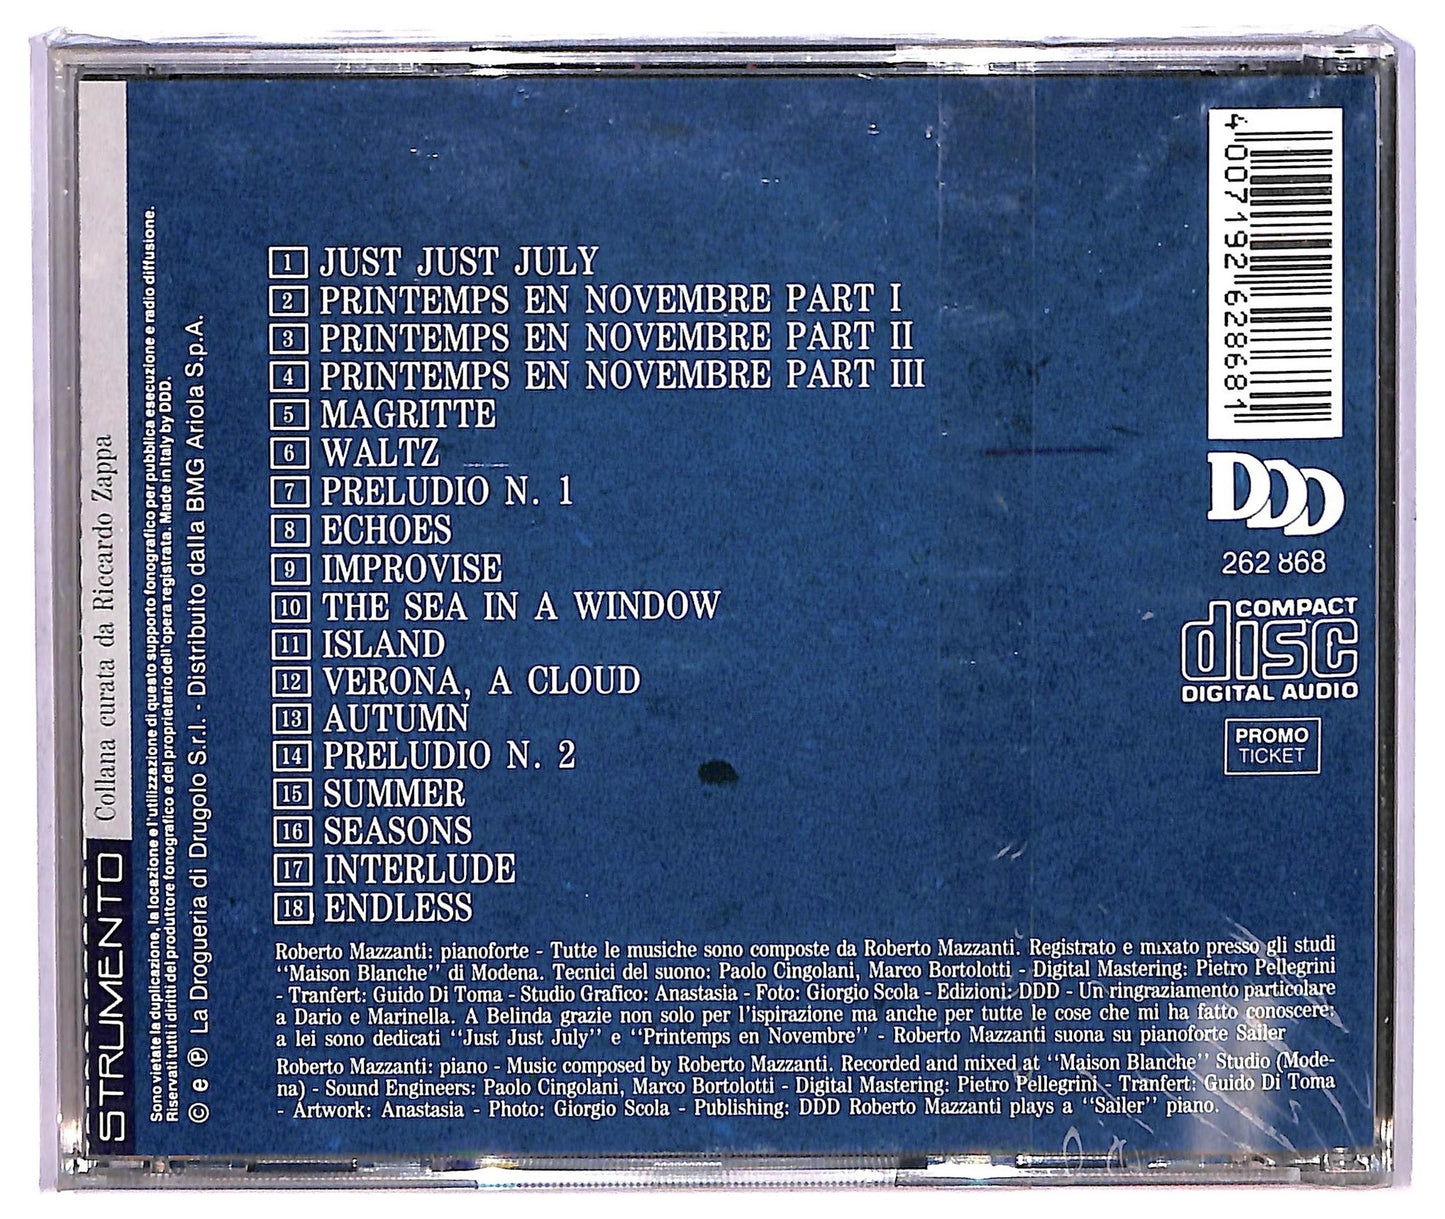 1 JUST JUST JULY
2 PRINTEMPS EN NOVEMBRE PART I
3 PRINTEMPS EN NOVEMBRE PART II
4 PRINTEMPS EN NOVEMBRE PART III
5 MAGRITTE
6 WALTZ
7 PRELUDIO N. 1
8 ECHOES
9 IMPROVISE
10 THE SEA IN A WINDOW
11 ISLAND
12 VERONA, A CLOUD
13 AUTUMN
14 PRELUDIO N. 2
15 SUMMER
16 SEASONS
17 INTERLUDE
18 ENDLESS
Roberto Mazzanti: pianoforte - Tutte le musiche sono composte da Roberto Mazzanti. Registrato e mixato presso gli studi
"Maison Blanche" di Modena. Tecnici del suono: Paolo Cingolani, Marco Bortolotti - Digital Mastering: Pietro Pellegrini
- Tranfert: Guido Di Toma - Studio Grafico: Anastasia - Foto: Giorgio Scola - Edizioni: DDD - Un ringraziamento particolare
a Dario e Marinella. A Belinda grazie non solo per l'ispirazione ma anche per tutte le cose che mi ha fatto conoscere:
a lei sono dedicati "Just Just July" e "Printemps en Novembre" - Roberto Mazzanti suona su pianoforte Sailer
Roberto Mazzanti: piano - Music composed by Roberto Mazzanti. Recorded and mixed at "Maison Blanche" Studio (Mode-
na) - Sound Engineers: Paolo Cingolani, Marco Bortolotti - Digital Mastering: Pietro Pellegrini - Tranfert: Guido Di Toma
- Artwork: Anastasia - Photo: Giorgio Scola - Publishing: DDD Roberto Mazzanti plays a "Sailer" piano.
4 007192 628681
DDD
262 868
COMPACT
disc
DIGITAL AUDIO
PROMO
TICKET
STRUMENTO Collana curata da Riccardo Zappa
Sono vietate la duplicazione, la locazione e l'utilizzazione di questo supporto fonografico per pubblica esecuzione e radio diffusione.
Riservati tutti i diritti del produttore fonografico e del proprietario dell'opera registrata. Made in Italy by DDD.
© e ℗ La Drogueria di Drugolo S.r.l. - Distribuito dalla BMG Ariola S.p.A.